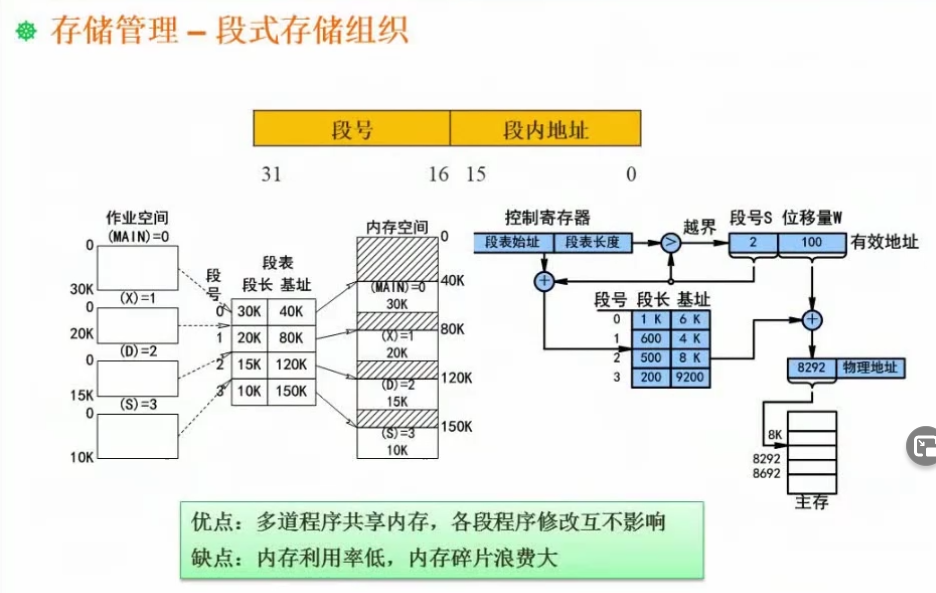 存储管理 – 段式存储组织
段号 段内地址
31 16 15 0
作业空间
(MAIN)=0
0
30K
(X)=1
0
20K
(D)=2
0
15K
(S)=3
0
10K
段号
段表
段长 基址
0 30K 40K
1 20K 80K
2 15K 120K
3 10K 150K
内存空间
0
40K
(MAIN)=0
30K
80K
(X)=1
20K
120K
(D)=2
15K
150K
(S)=3
10K
控制寄存器
段表始址 段表长度
>
越界
段号S 位移量W
2 100
有效地址
+
段号 段长 基址
0 1 K 6 K
1 600 4 K
2 500 8 K
3 200 9200
+
8292 物理地址
8K
8292
8692
主存
优点：多道程序共享内存，各段程序修改互不影响
缺点：内存利用率低，内存碎片浪费大